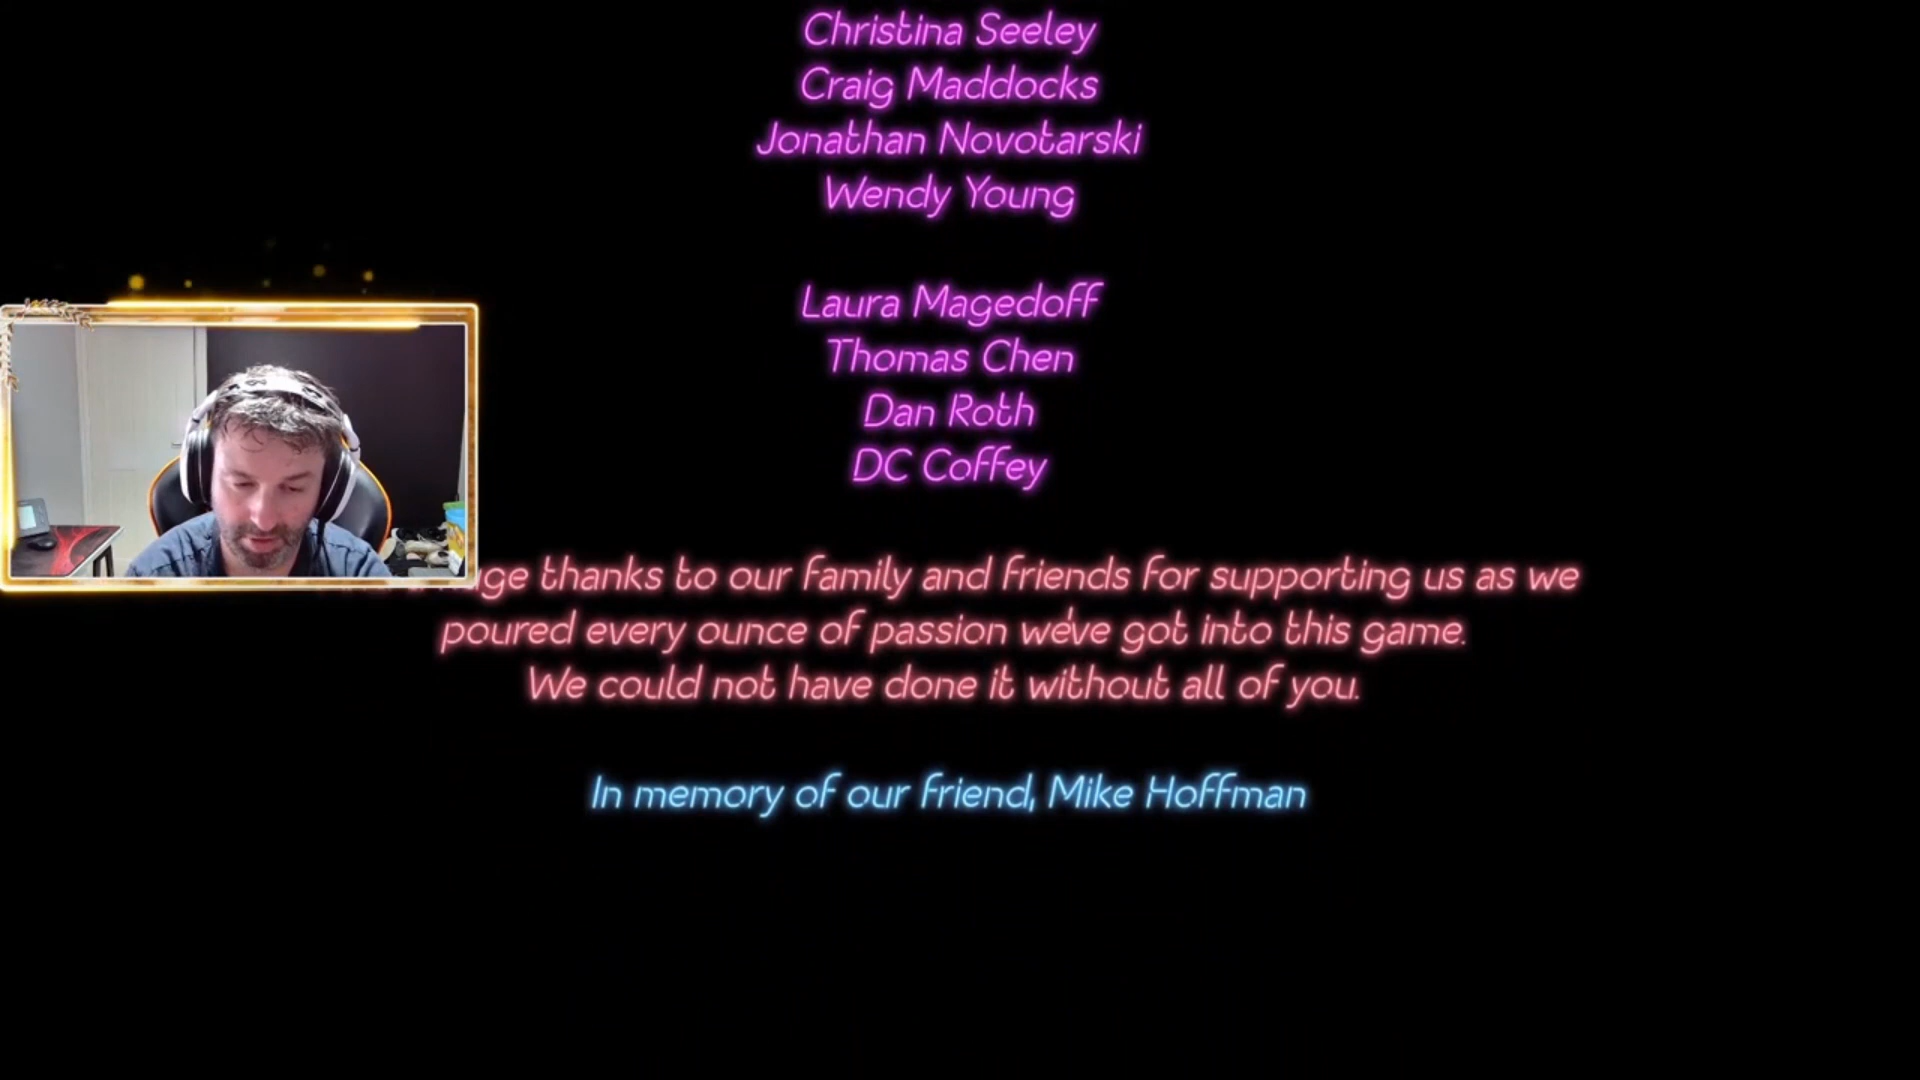 Christina Seeley
Craig Maddocks
Jonathan Novotarski
Wendy Young
Laura Magedoff
Thomas Chen
Dan Roth
DC Coffey
thanks to our family and friends for supporting us as we
poured every ounce of passion we've got into this game.
We could not have done it without all of you.
In memory of our friend, Mike Hoffman